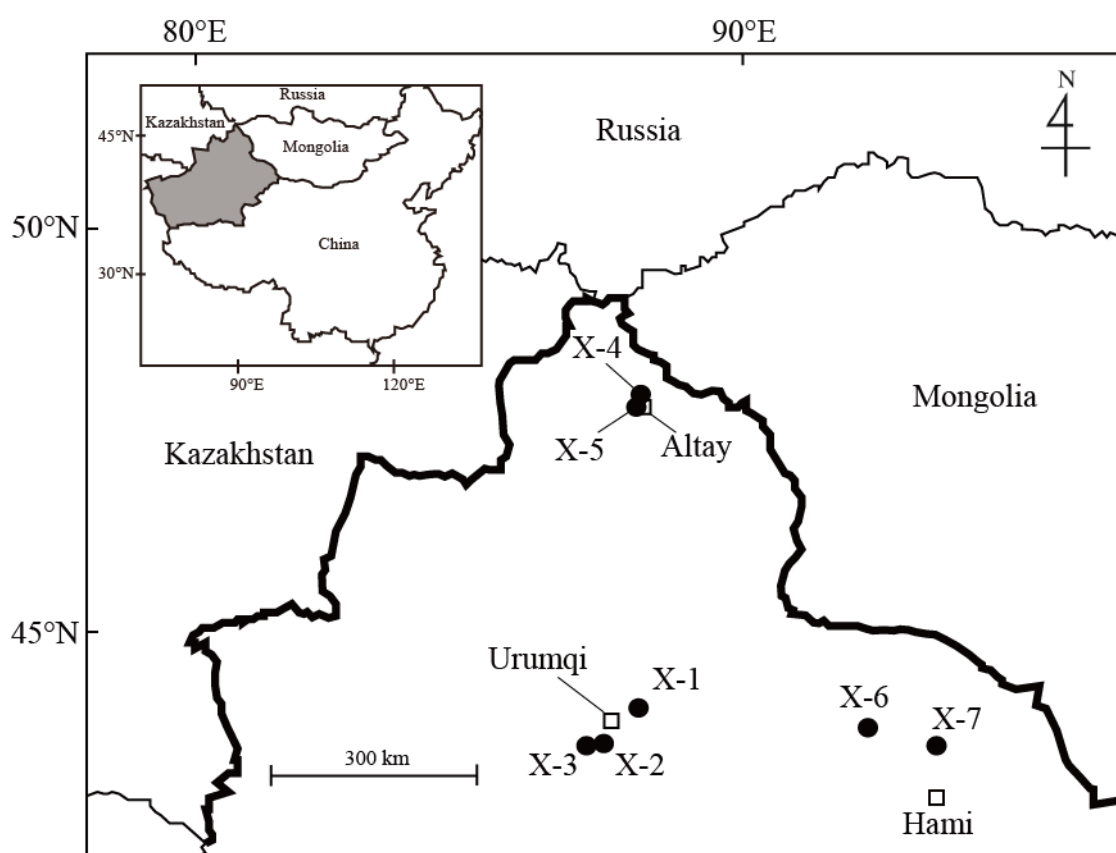 80°E
90°E
Russia
Kazakhstan
45°N
Mongolia
China
30°N
90°E
120°E
N
Russia
50°N
X-4
Mongolia
X-5
Altay
Kazakhstan
45°N
Urumqi
X-1
X-6
X-7
300 km
X-3
X-2
Hami